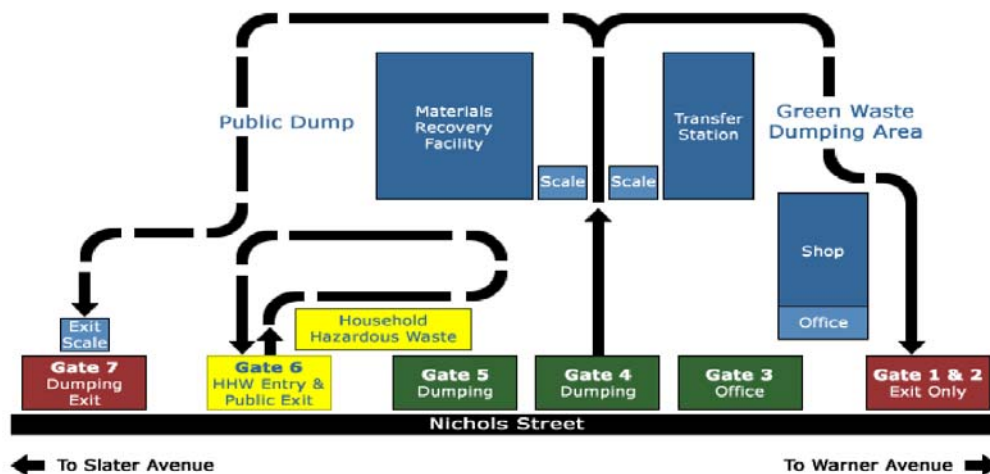 Public Dump
Materials
Recovery
Facility
Scale
Scale
Transfer
Station
Green Waste
Dumping Area
Shop
Office
Exit
Scale
Household
Hazardous Waste
Gate 7
Dumping
Exit
Gate 6
HHW Entry &
Public Exit
Gate 5
Dumping
Gate 4
Dumping
Gate 3
Office
Gate 1 & 2
Exit Only
Nichols Street
To Slater Avenue
To Warner Avenue